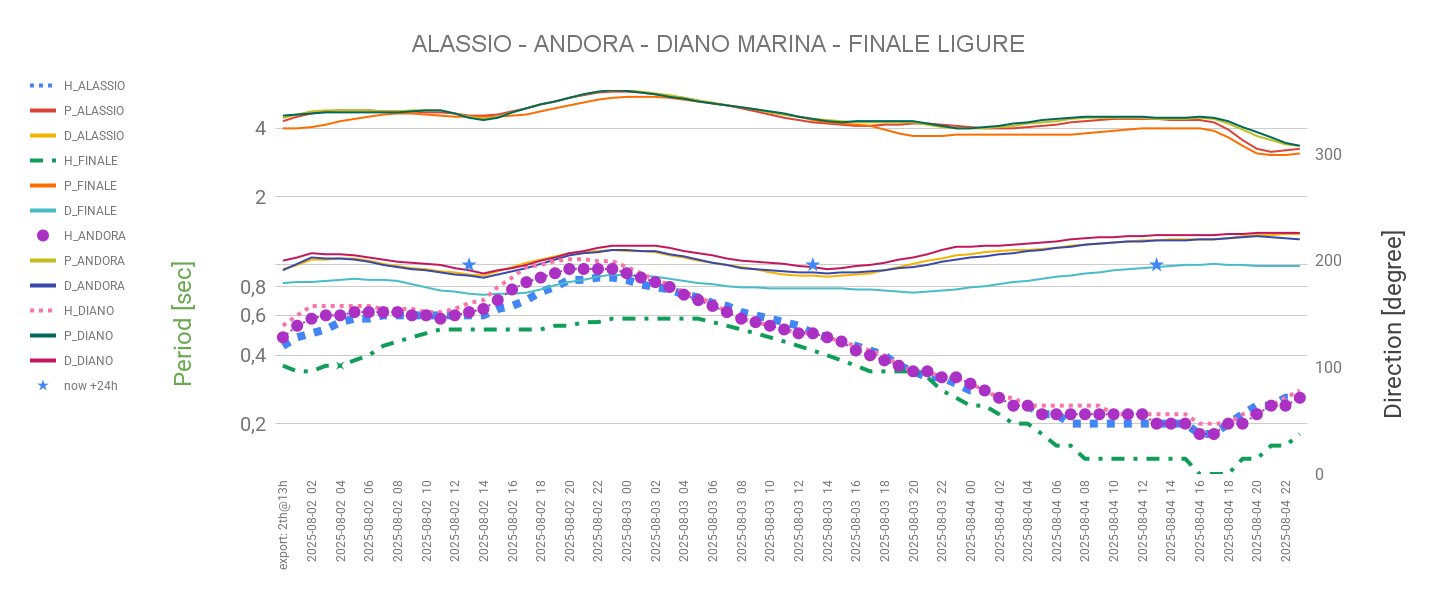 ALASSIO - ANDORA - DIANO MARINA - FINALE LIGURE
H_ALASSIO
P_ALASSIO
D_ALASSIO
H_FINALE
P_FINALE
D_FINALE
H_ANDORA
P_ANDORA
D_ANDORA
H_DIANO
P_DIANO
D_DIANO
now +24h
Period [sec]
4
2
0,8
0,6
0,4
0,2
300
200
100
0
Direction [degree]
export: 2th@13h
2025-08-02 02
2025-08-02 04
2025-08-02 06
2025-08-02 08
2025-08-02 10
2025-08-02 12
2025-08-02 14
2025-08-02 16
2025-08-02 18
2025-08-02 20
2025-08-02 22
2025-08-03 00
2025-08-03 02
2025-08-03 04
2025-08-03 06
2025-08-03 08
2025-08-03 10
2025-08-03 12
2025-08-03 14
2025-08-03 16
2025-08-03 18
2025-08-03 20
2025-08-03 22
2025-08-04 00
2025-08-04 02
2025-08-04 04
2025-08-04 06
2025-08-04 08
2025-08-04 10
2025-08-04 12
2025-08-04 14
2025-08-04 16
2025-08-04 18
2025-08-04 20
2025-08-04 22